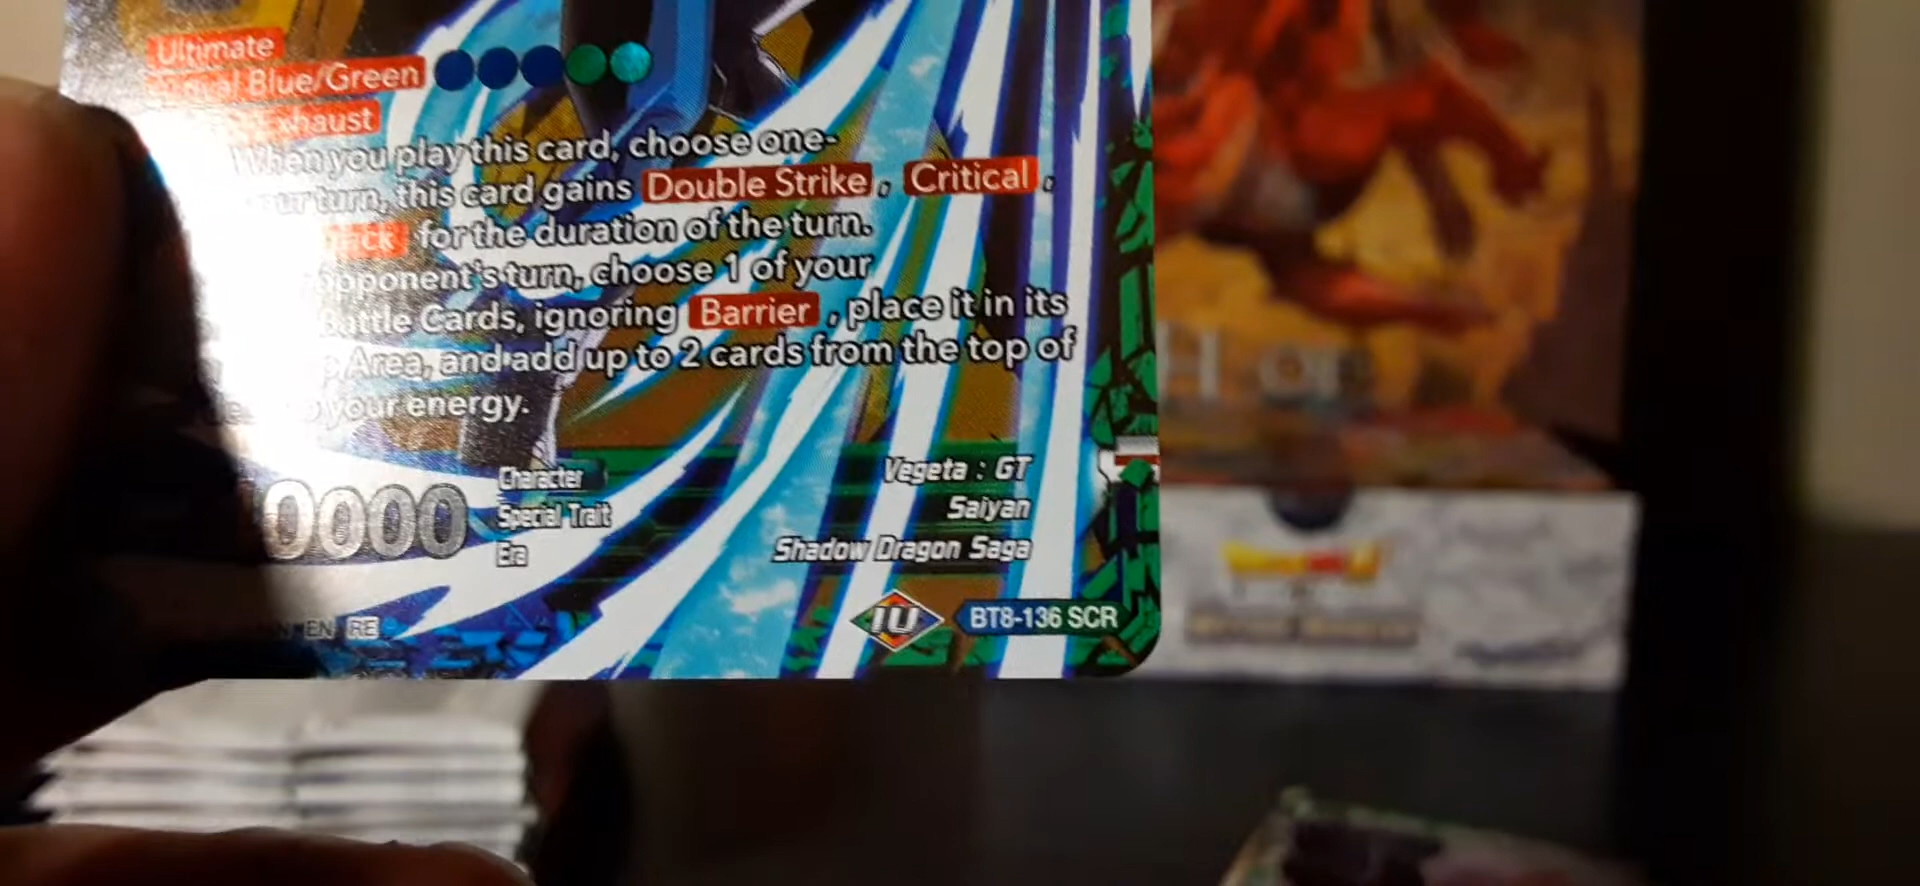 Ultimate
Blue/Green
When you play this card, choose one-
turn, this card gains Double Strike, Critical,
for the duration of the turn.
opponent's turn, choose 1 of your
Battle Cards, ignoring Barrier, place it in its
Area, and add up to 2 cards from the top of
your energy.
0000
Character Vegeta : GT
Special Trait Saiyan
Era Shadow Dragon Saga
EN RE
IU BT8-136 SCR